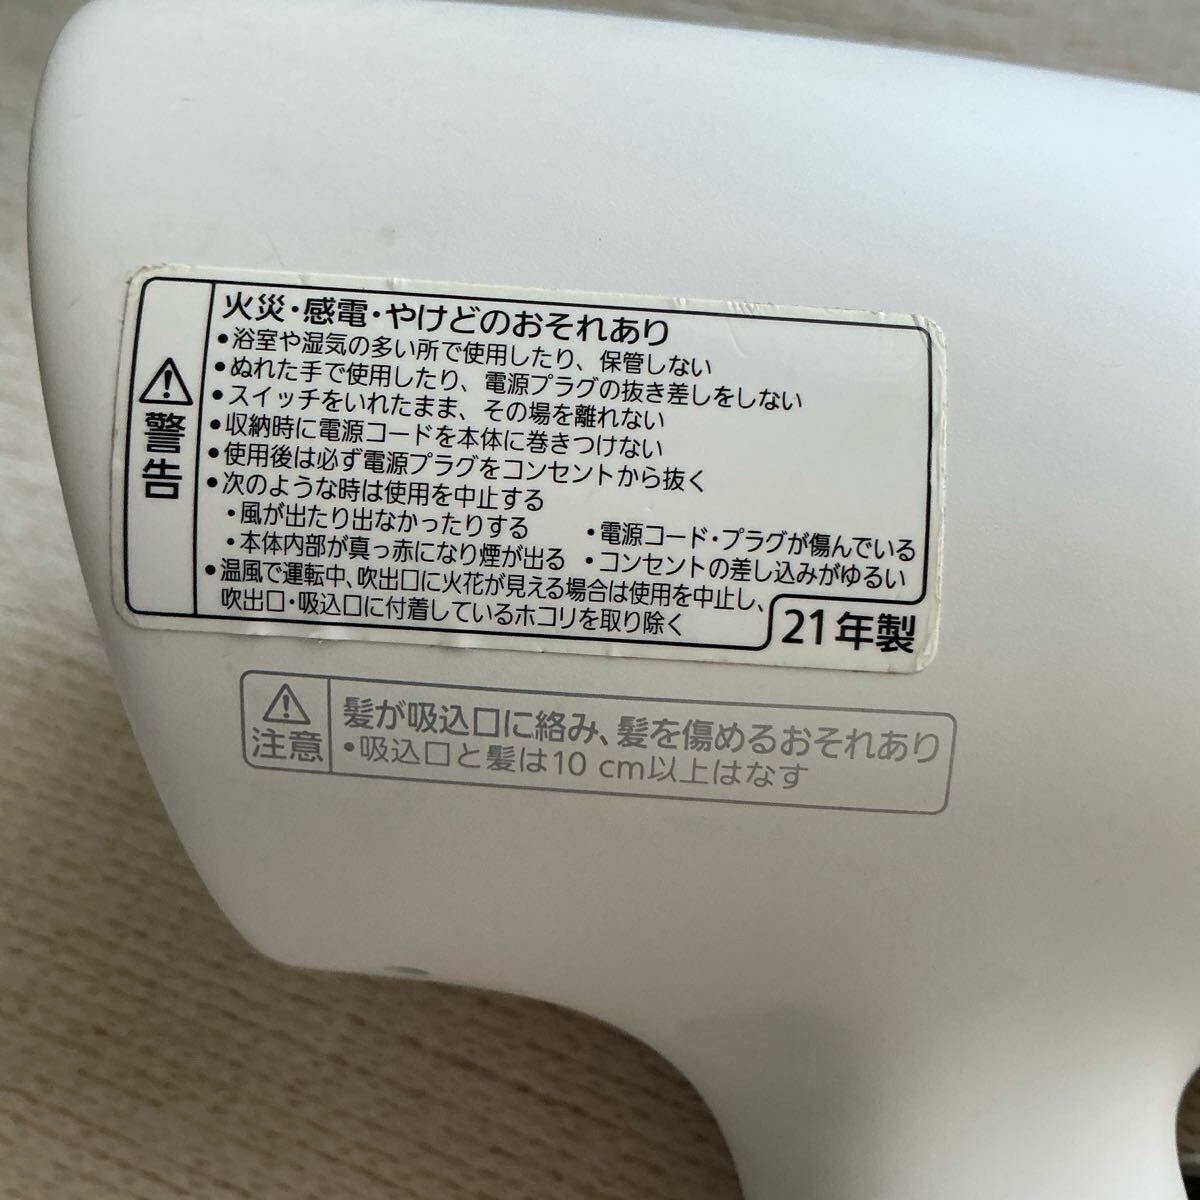 警告
火災・感電・やけどのおそれあり
•浴室や湿気の多い所で使用したり、保管しない
•ぬれた手で使用したり、電源プラグの抜き差しをしない
•スイッチをいれたまま、その場を離れない
•収納時に電源コードを本体に巻きつけない
•使用後は必ず電源プラグをコンセントから抜く
•次のような時は使用を中止する
・風が出たり出なかったりする ・電源コード・プラグが傷んでいる
・本体内部が真っ赤になり煙が出る ・コンセントの差し込みがゆるい
•温風で運転中、吹出口に火花が見える場合は使用を中止し、
吹出口・吸込口に付着しているホコリを取り除く
21年製
注意
髪が吸込口に絡み、髪を傷めるおそれあり
•吸込口と髪は10 cm以上はなす